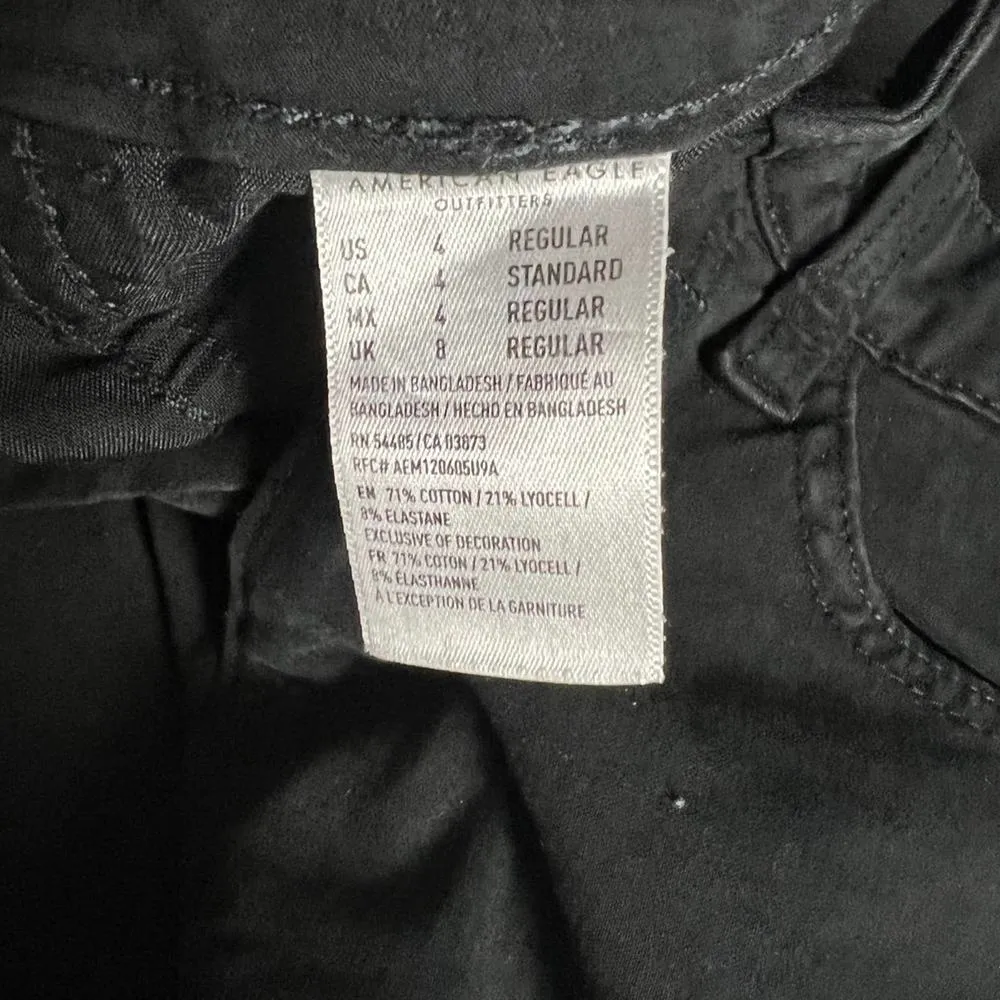 AMERICAN EAGLE
OUTFITTERS
US 4 REGULAR
CA 4 STANDARD
MX 4 REGULAR
UK 8 REGULAR
MADE IN BANGLADESH / FABRIQUÉ AU
BANGLADESH / HECHO EN BANGLADESH
RN 54485/CA 03873
RFC# AEM120605U9A
EN 71% COTTON / 21% LYOCELL /
8% ELASTANE
EXCLUSIVE OF DECORATION
FR 71% COTON / 21% LYOCELL /
8% ÉLASTHANNE
À L'EXCEPTION DE LA GARNITURE